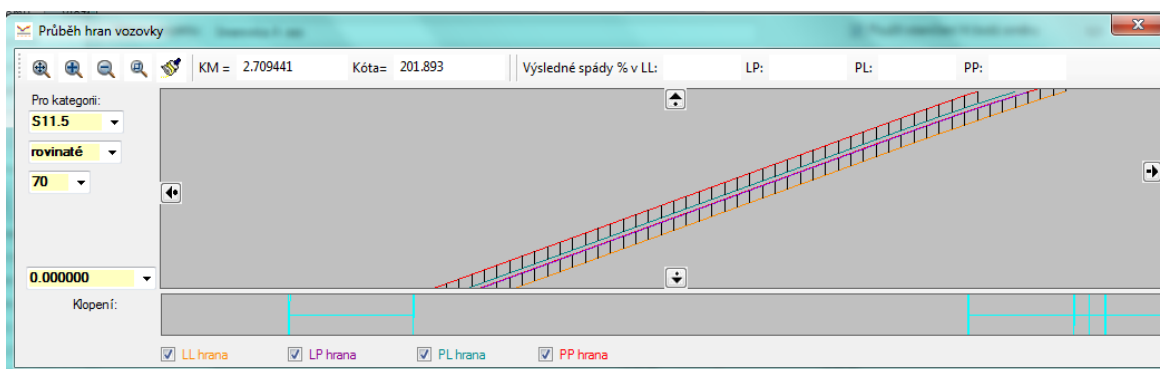 Průběh hran vozovky
KM = 2.709441 Kóta= 201.893 Výsledné spády % v LL: LP: PL: PP:
Pro kategorii:
S11.5
rovinaté
70
0.000000
Klopení:
LL hrana LP hrana PL hrana PP hrana